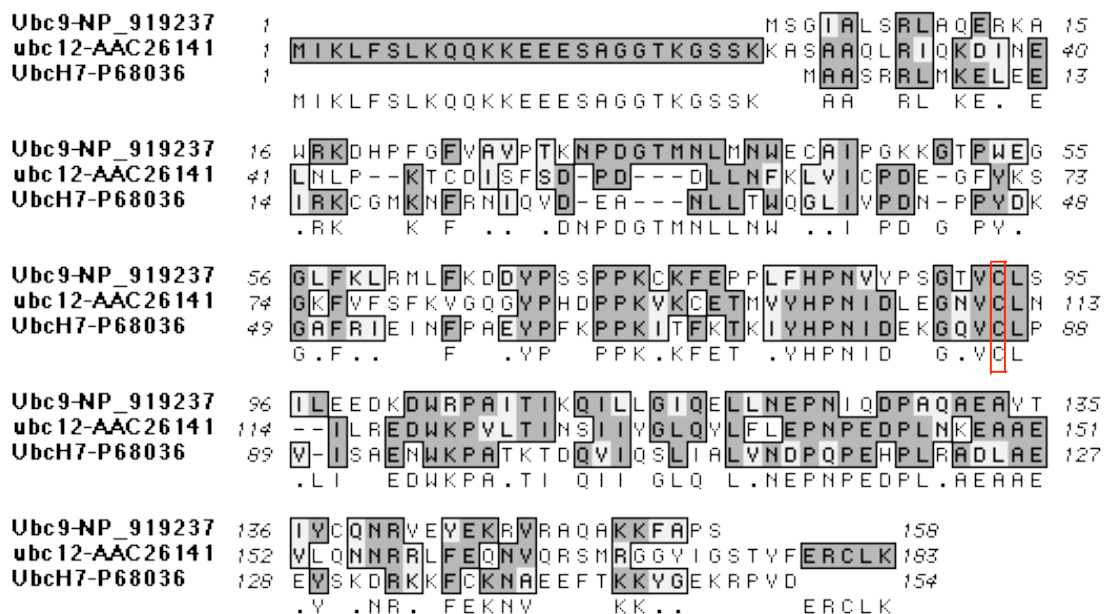 Ubc9-NP_919237 1 MSGIALSRLAQERKA 15
ubc12-AAC26141 1 MIKLFSLKQQKKEEESAGGTKGSSKKASAAQLRIQKDINE 40
UbcH7-P68036 1 MAASRRLMKELEE 13
MIKLFSLKQQKKEEESAGGTKGSSK AA RL KE. E
Ubc9-NP_919237 16 WRKDHPFGFVAVPTKNPDGTMNLMNWECAIPGKKGTPWEG 55
ubc12-AAC26141 41 LNLP--KTCDISFSD-PD---DLLNFKLVICPDE-GFYKS 73
UbcH7-P68036 14 IRKCGMKNFRNIQVD-EA---NLLTWQGLIVPDN-PPYDK 48
.RK K F .. .DNPDGTMNLLNW ..I PD G PY.
Ubc9-NP_919237 56 GLFKLRMLFKDDYPSSPPKCKFEPPLFHPNVYPSGTVCLS 95
ubc12-AAC26141 74 GKFVFSFKVGQGYPHDPPKVKCETMVYHPNIDLEGNVCLN 113
UbcH7-P68036 49 GAFRIEINFPAEYPFKPPKITFKTKIYHPNIDEKGQVCLP 88
G.F.. F .YP PPK.KFET .YHPNID G.VCL
Ubc9-NP_919237 96 ILEEDKDWRPAITIKQILLGIQELLNEPNIQDPAQAEAYT 135
ubc12-AAC26141 114 --ILREDWKPVLTINSIIYGLQYLFLEPNPEDPLNKEAAE 151
UbcH7-P68036 89 V-ISAENWKPATKTDQVIQSLIALVNDPQPEHPLRADLAE 127
.LI EDWKPA.TI QII GLQ L.NEPNPEDPL.AEAAE
Ubc9-NP_919237 136 IYCQNRVEYEKRVRAQAKKFAPS 158
ubc12-AAC26141 152 VLQNNRRLFEQNVQRSMRGGYIGSTYFERCLK 183
UbcH7-P68036 128 EYSKDRKKFCKNAEEFTKKYGEKRPVD 154
.Y .NR. FEKNV KK.. ERCLK